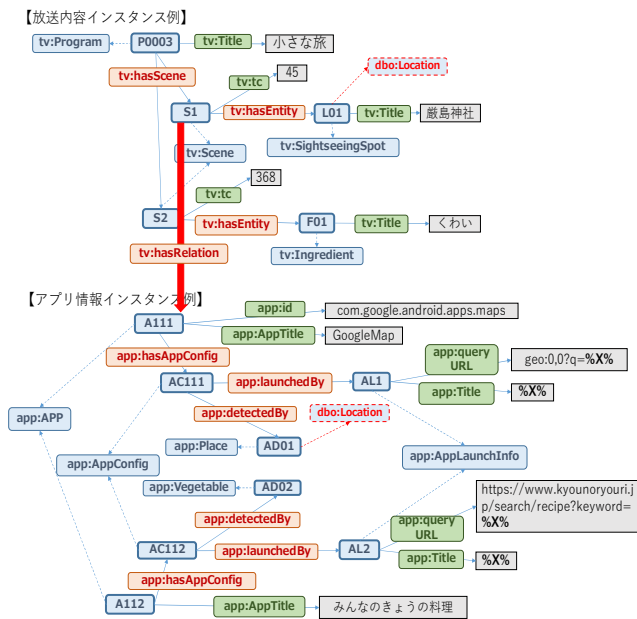 【放送内容インスタンス例】
tv:Program
P0003
tv:Title
小さな旅
tv:hasScene
tv:tc
45
dbo:Location
S1
tv:hasEntity
L01
tv:Title
厳島神社
tv:Scene
tv:SightseeingSpot
tv:tc
368
S2
tv:hasEntity
F01
tv:Title
くわい
tv:hasRelation
tv:Ingredient
【アプリ情報インスタンス例】
A111
app:id
com.google.android.apps.maps
app:AppTitle
GoogleMap
app:hasAppConfig
app:query
URL
geo:0,0?q=%X%
AC111
app:launchedBy
AL1
app:Title
%X%
app:detectedBy
dbo:Location
app:APP
app:Place
AD01
app:AppConfig
app:AppLaunchInfo
app:Vegetable
AD02
https://www.kyounoryouri.j
p/search/recipe?keyword=
%X%
app:detectedBy
app:query
URL
AC112
app:launchedBy
AL2
app:Title
%X%
app:hasAppConfig
A112
app:AppTitle
みんなのきょうの料理